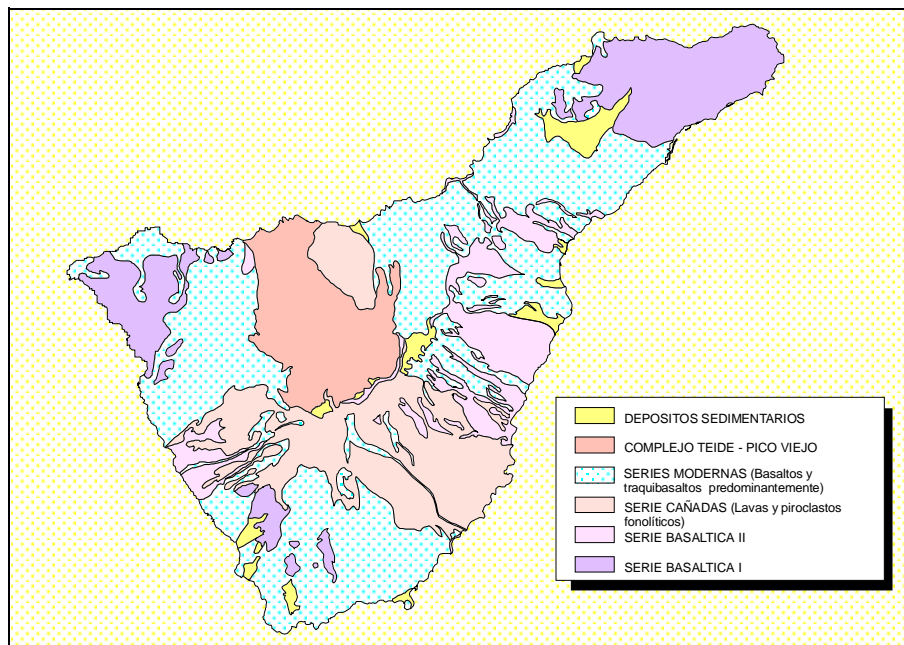 DEPOSITOS SEDIMENTARIOS
COMPLEJO TEIDE - PICO VIEJO
SERIES MODERNAS (Basaltos y
traquibasaltos predominantemente)
SERIE CAÑADAS (Lavas y piroclastos
fonolíticos)
SERIE BASALTICA II
SERIE BASALTICA I